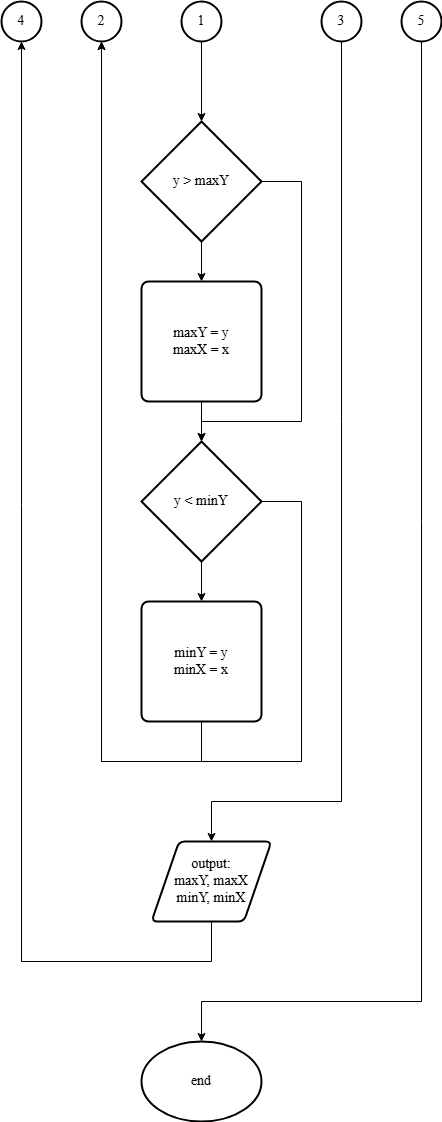 4
2
1
3
5
y > maxY
maxY = y
maxX = x
y < minY
minY = y
minX = x
output:
maxY, maxX
minY, minX
end